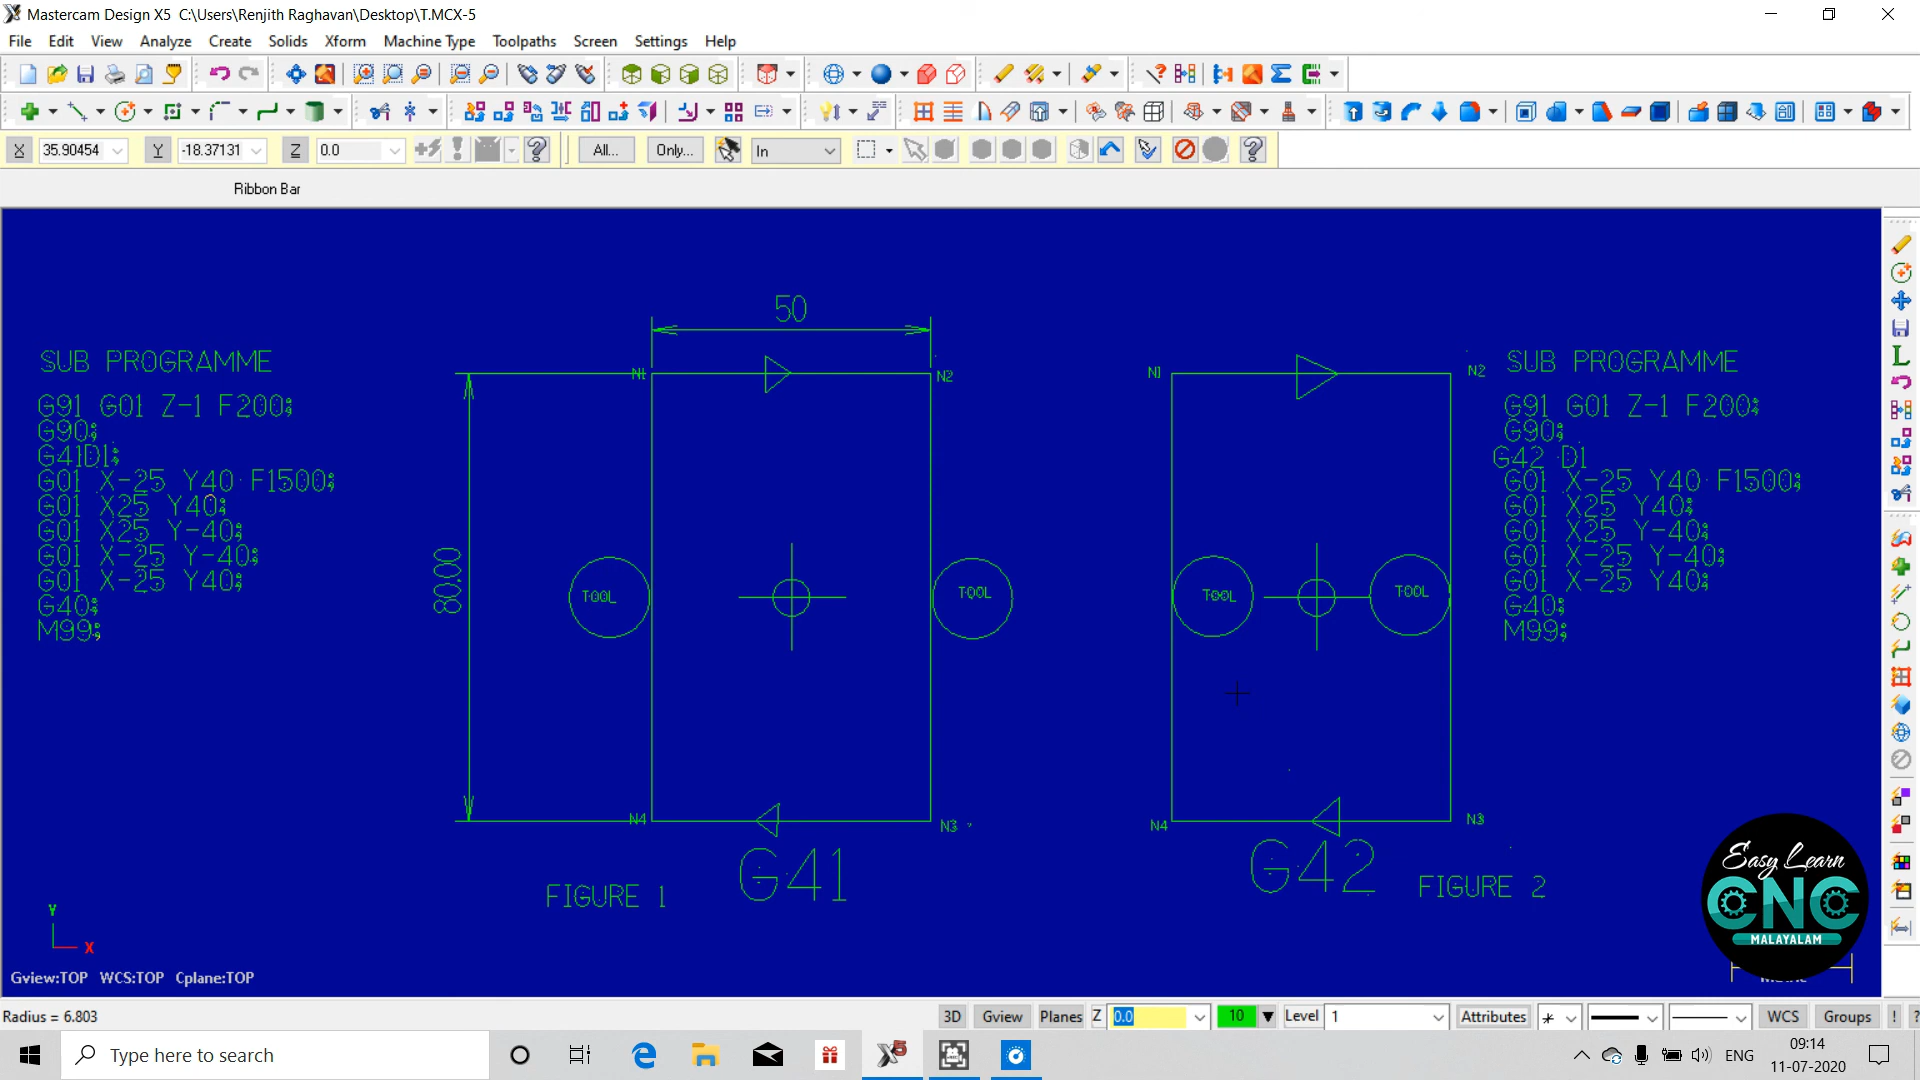 Mastercam Design X5 C:\Users\Renjith Raghavan\Desktop\T.MCX-5
File Edit View Analyze Create Solids Xform Machine Type Toolpaths Screen Settings Help
X 35.90454 Y -18.37131 Z 0.0 All... Only... In
Ribbon Bar
50
80.00
SUB PROGRAMME
G91 G01 Z-1 F200;
G90;
G41D1;
G01 X-25 Y40 F1500;
G01 X25 Y40;
G01 X25 Y-40;
G01 X-25 Y-40;
G01 X-25 Y40;
G40;
M99;
N1
N2
TOOL
TOOL
N4
N3
FIGURE 1
G41
N1
N2
TOOL
TOOL
N4
N3
G42
FIGURE 2
SUB PROGRAMME
G91 G01 Z-1 F200;
G90;
G42 D1
G01 X-25 Y40 F1500;
G01 X25 Y40;
G01 X25 Y-40;
G01 X-25 Y-40;
G01 X-25 Y40;
G40;
M99;
Easy Learn
CNC
MALAYALAM
Y
X
Gview:TOP WCS:TOP Cplane:TOP
Radius = 6.803
3D Gview Planes Z 0.0 10 Level 1 Attributes WCS Groups ! ?
Type here to search
ENG
09:14
11-07-2020